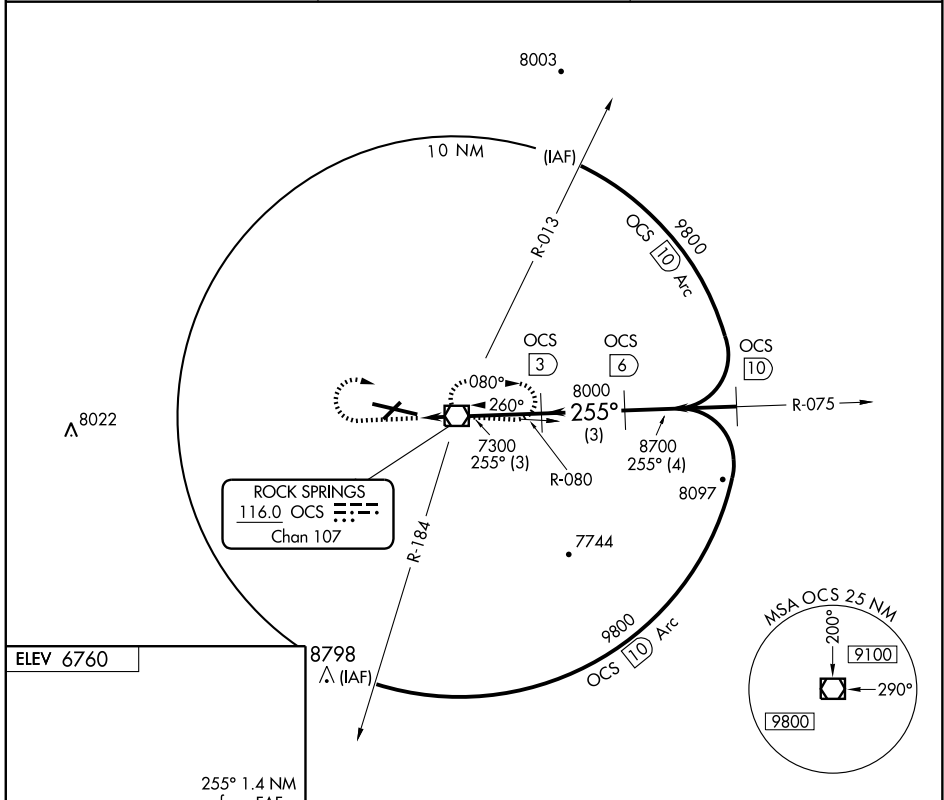 8003
10 NM
(IAF)
R-013
9800
OCS 10 Arc
OCS
3
OCS
6
OCS
10
080°
260°
8000
255°
(3)
R-075
8022
7300
255° (3)
8700
255° (4)
R-080
8097
ROCK SPRINGS
116.0 OCS
Chan 107
R-184
7744
9800
OCS 10 Arc
MSA OCS 25 NM
200°
9100
290°
9800
ELEV 6760
8798
(IAF)
255° 1.4 NM